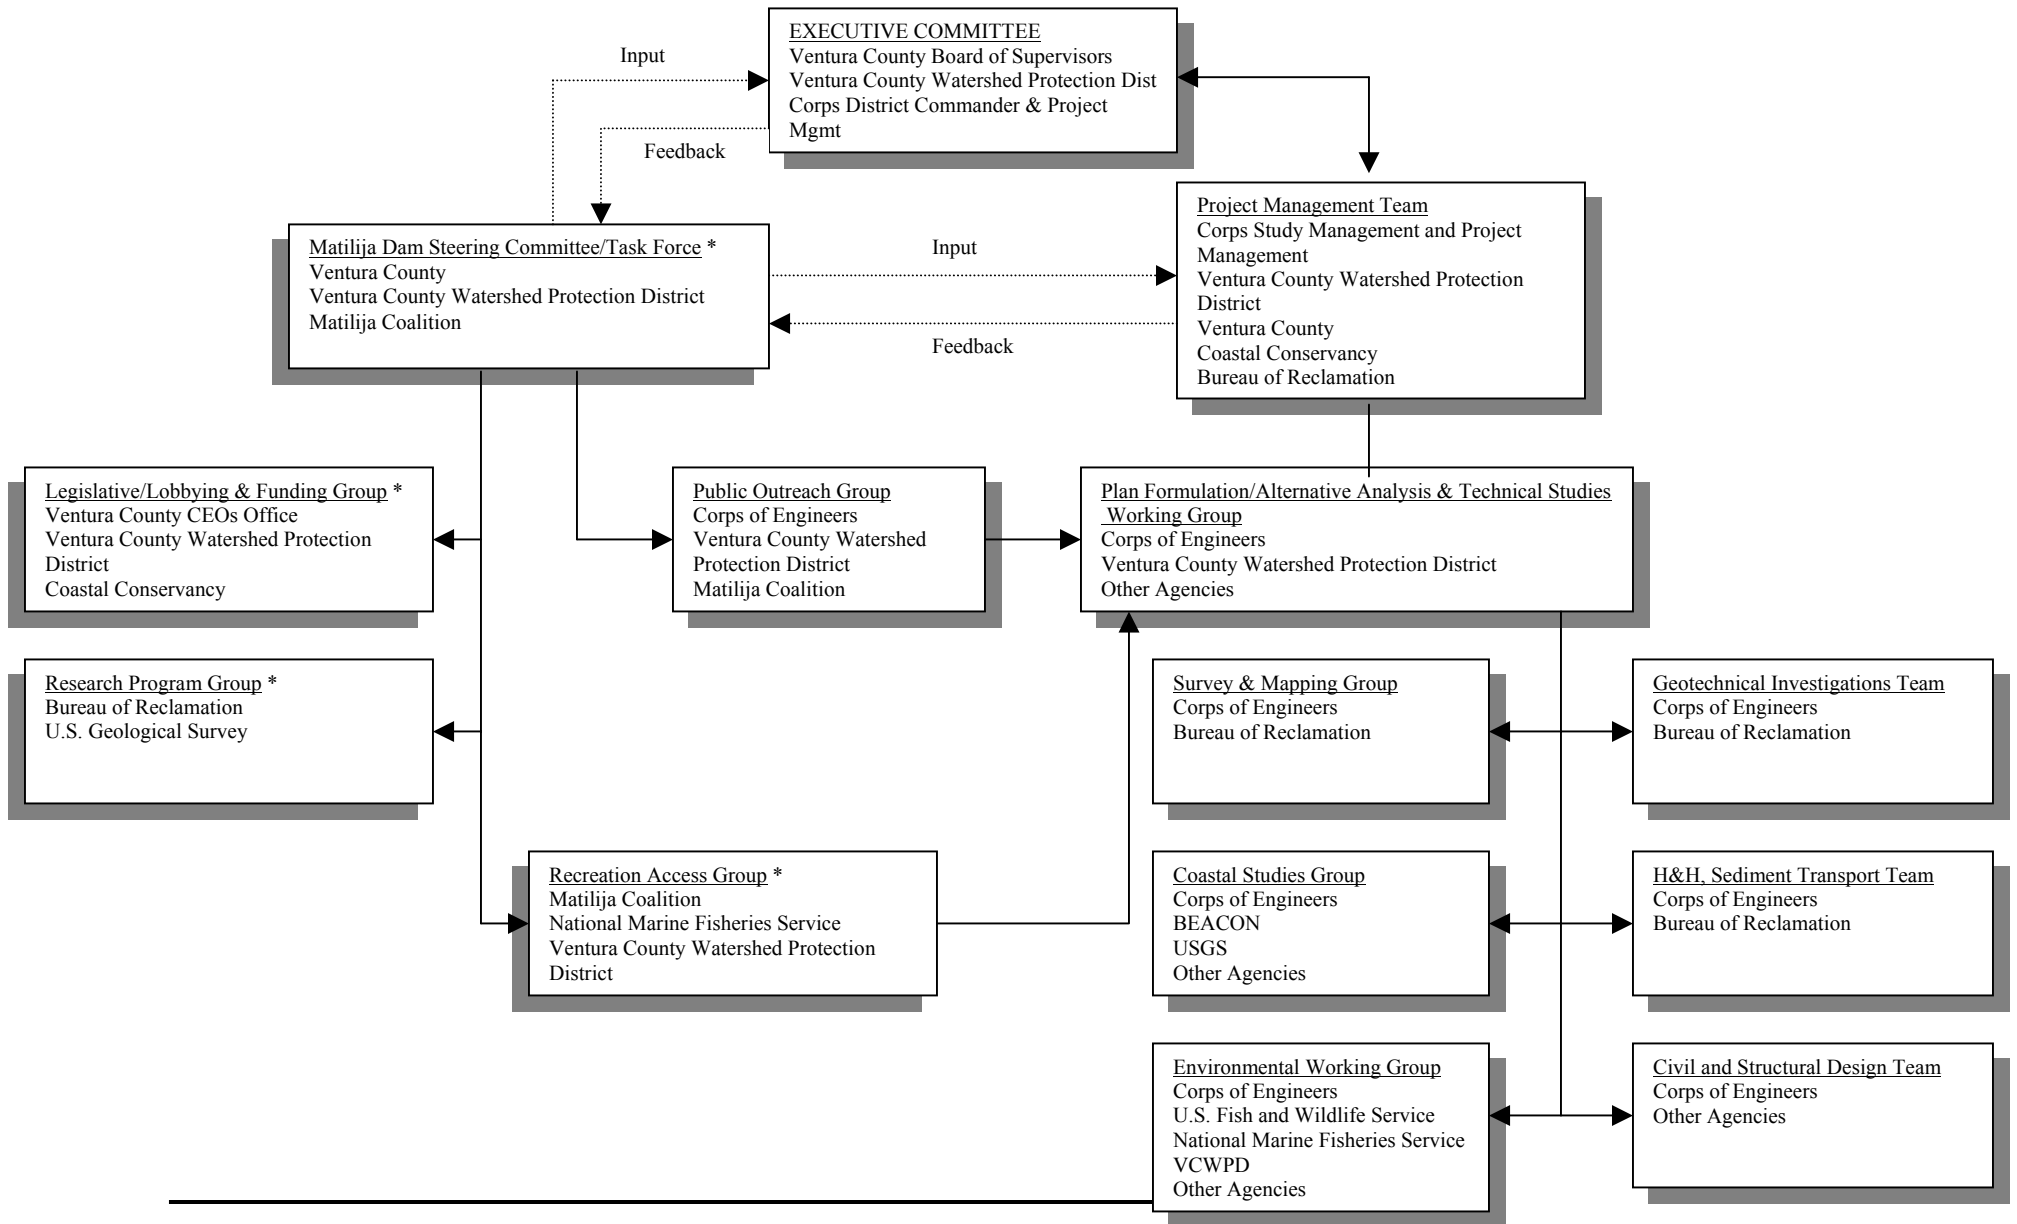 EXECUTIVE COMMITTEE
Ventura County Board of Supervisors
Ventura County Watershed Protection Dist
Corps District Commander & Project
Mgmt
Input
Feedback
Matilija Dam Steering Committee/Task Force *
Ventura County
Ventura County Watershed Protection District
Matilija Coalition
Input
Feedback
Project Management Team
Corps Study Management and Project
Management
Ventura County Watershed Protection
District
Ventura County
Coastal Conservancy
Bureau of Reclamation
Legislative/Lobbying & Funding Group *
Ventura County CEOs Office
Ventura County Watershed Protection
District
Coastal Conservancy
Public Outreach Group
Corps of Engineers
Ventura County Watershed
Protection District
Matilija Coalition
Plan Formulation/Alternative Analysis & Technical Studies
Working Group
Corps of Engineers
Ventura County Watershed Protection District
Other Agencies
Research Program Group *
Bureau of Reclamation
U.S. Geological Survey
Survey & Mapping Group
Corps of Engineers
Bureau of Reclamation
Geotechnical Investigations Team
Corps of Engineers
Bureau of Reclamation
Recreation Access Group *
Matilija Coalition
National Marine Fisheries Service
Ventura County Watershed Protection
District
Coastal Studies Group
Corps of Engineers
BEACON
USGS
Other Agencies
H&H, Sediment Transport Team
Corps of Engineers
Bureau of Reclamation
Environmental Working Group
Corps of Engineers
U.S. Fish and Wildlife Service
National Marine Fisheries Service
VCWPD
Other Agencies
Civil and Structural Design Team
Corps of Engineers
Other Agencies